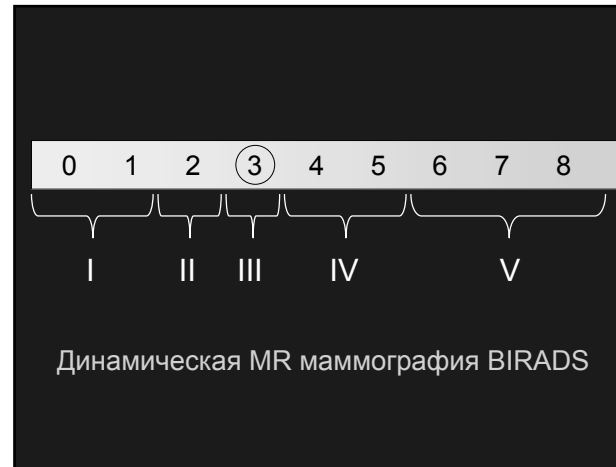 0 1 2 3 4 5 6 7 8
I II III IV V
Динамическая MR маммография BIRADS